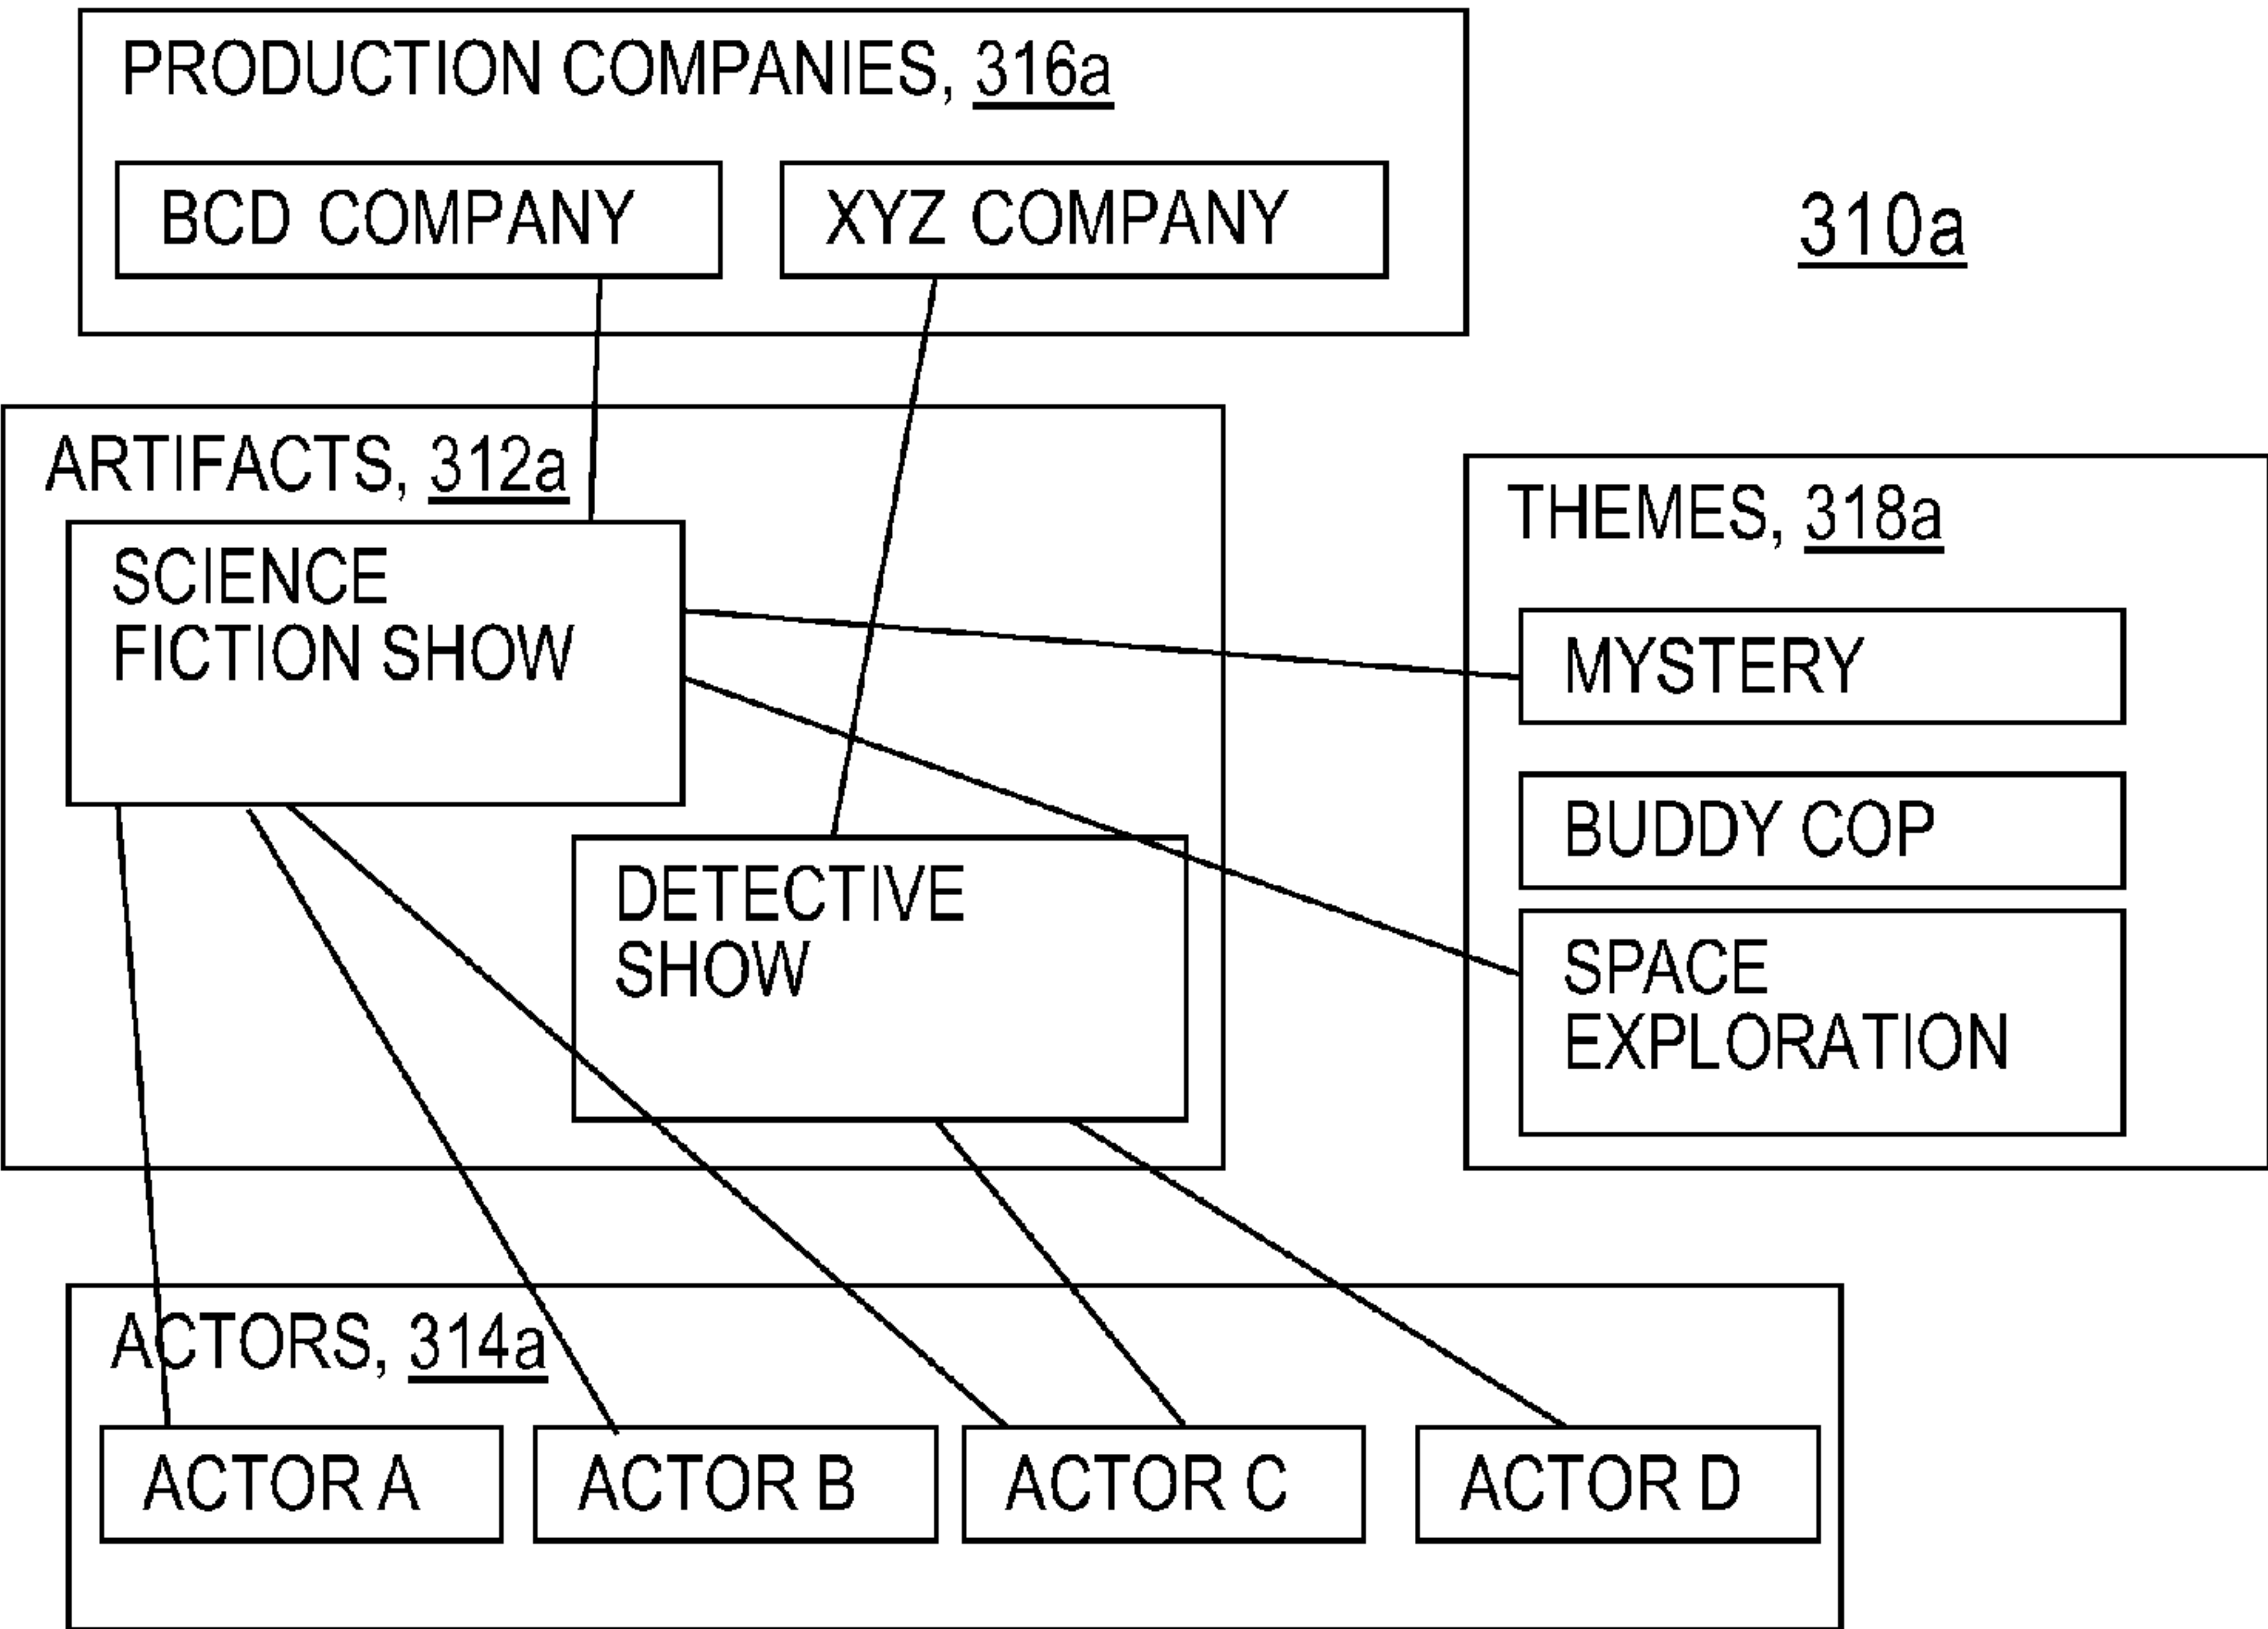 PRODUCTION COMPANIES, 316a
BCD COMPANY
XYZ COMPANY
310a
ARTIFACTS, 312a
SCIENCE
FICTION SHOW
DETECTIVE
SHOW
THEMES, 318a
MYSTERY
BUDDY COP
SPACE
EXPLORATION
ACTORS, 314a
ACTOR A
ACTOR B
ACTOR C
ACTOR D